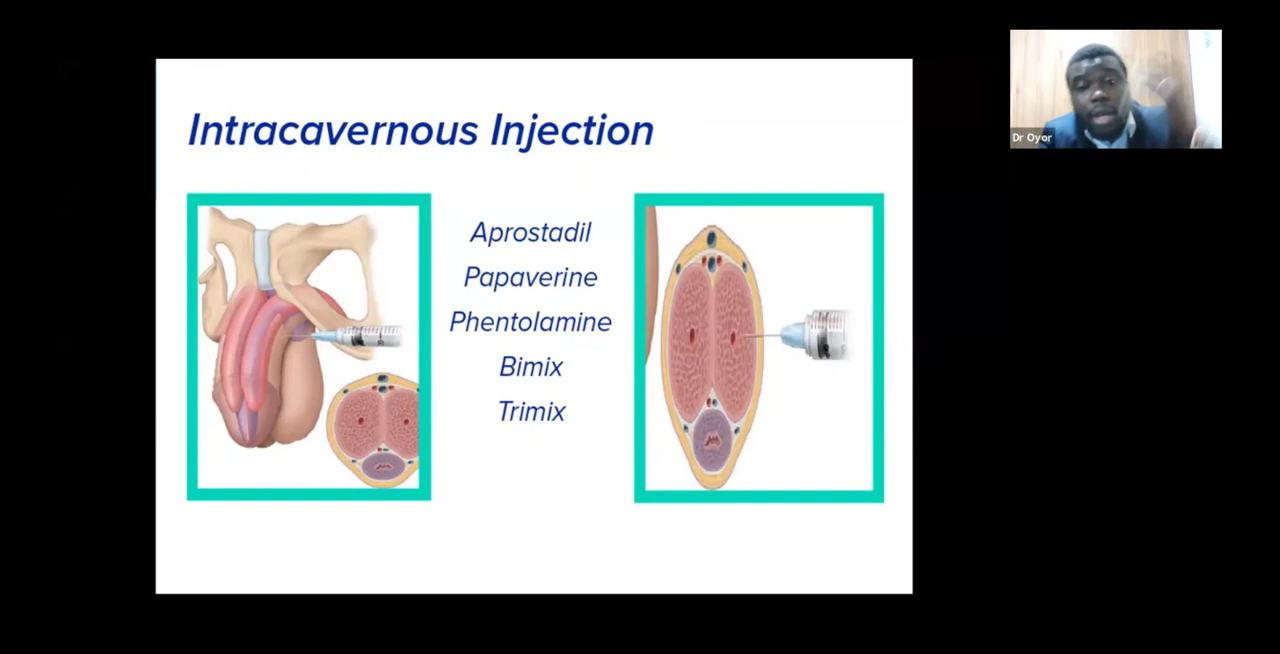 Intracavernous Injection
Aprostadil
Papaverine
Phentolamine
Bimix
Trimix
Dr Oyor